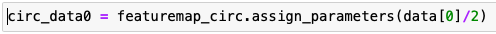 circ_data0 = featuremap_circ.assign_parameters(data[0]/2)